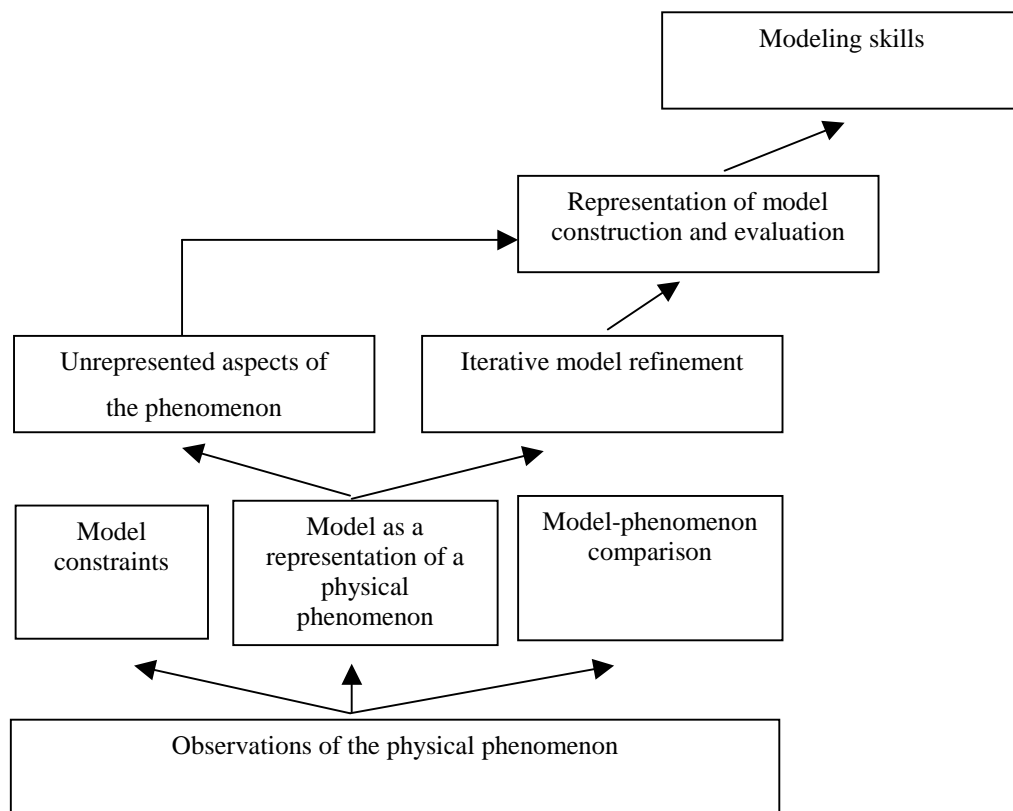 Modeling skills
Representation of model
construction and evaluation
Unrepresented aspects of
the phenomenon
Iterative model refinement
Model
constraints
Model as a
representation of a
physical
phenomenon
Model-phenomenon
comparison
Observations of the physical phenomenon